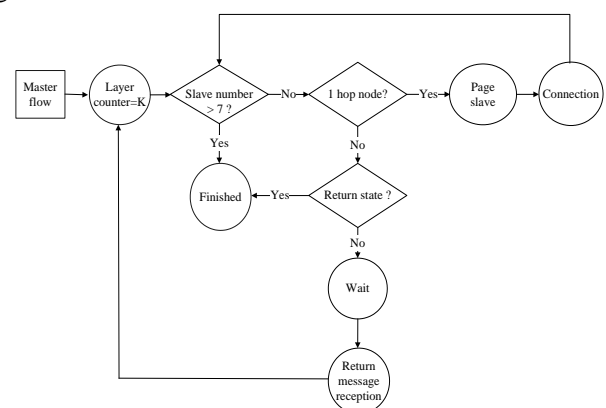 Master
flow
Layer
counter=K
Slave number
> 7 ?
No
1 hop node?
Yes
Page
slave
Connection
Yes
No
Finished
Yes
Return state ?
No
Wait
Return
message
reception